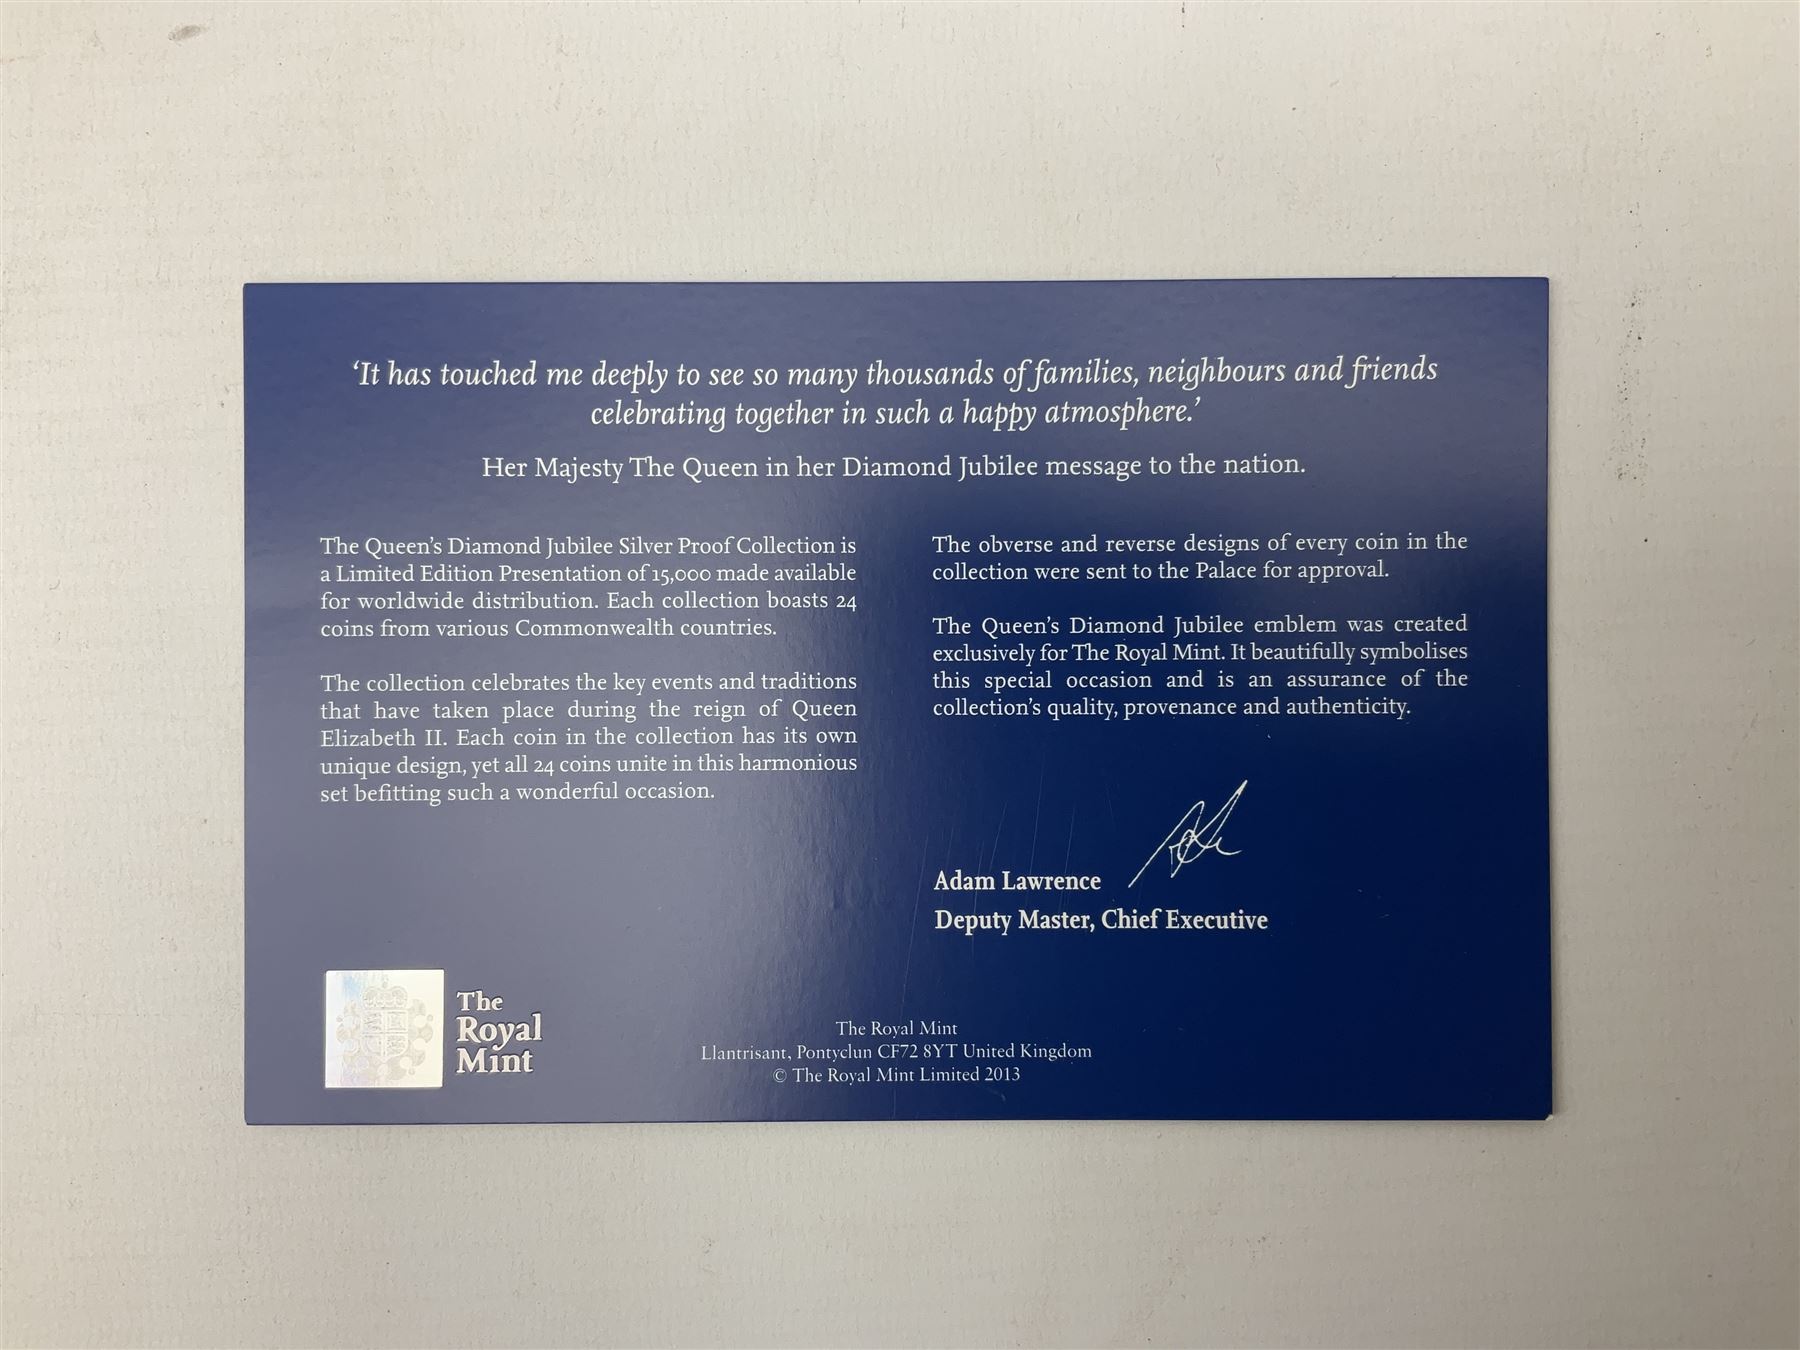 ‘It has touched me deeply to see so many thousands of families, neighbours and friends
celebrating together in such a happy atmosphere.’
Her Majesty The Queen in her Diamond Jubilee message to the nation.
The Queen’s Diamond Jubilee Silver Proof Collection is
a Limited Edition Presentation of 15,000 made available
for worldwide distribution. Each collection boasts 24
coins from various Commonwealth countries.
The collection celebrates the key events and traditions
that have taken place during the reign of Queen
Elizabeth II. Each coin in the collection has its own
unique design, yet all 24 coins unite in this harmonious
set befitting such a wonderful occasion.
The obverse and reverse designs of every coin in the
collection were sent to the Palace for approval.
The Queen’s Diamond Jubilee emblem was created
exclusively for The Royal Mint. It beautifully symbolises
this special occasion and is an assurance of the
collection’s quality, provenance and authenticity.
Adam Lawrence
Deputy Master, Chief Executive
The
Royal
Mint
The Royal Mint
Llantrisant, Pontyclun CF72 8YT United Kingdom
© The Royal Mint Limited 2013